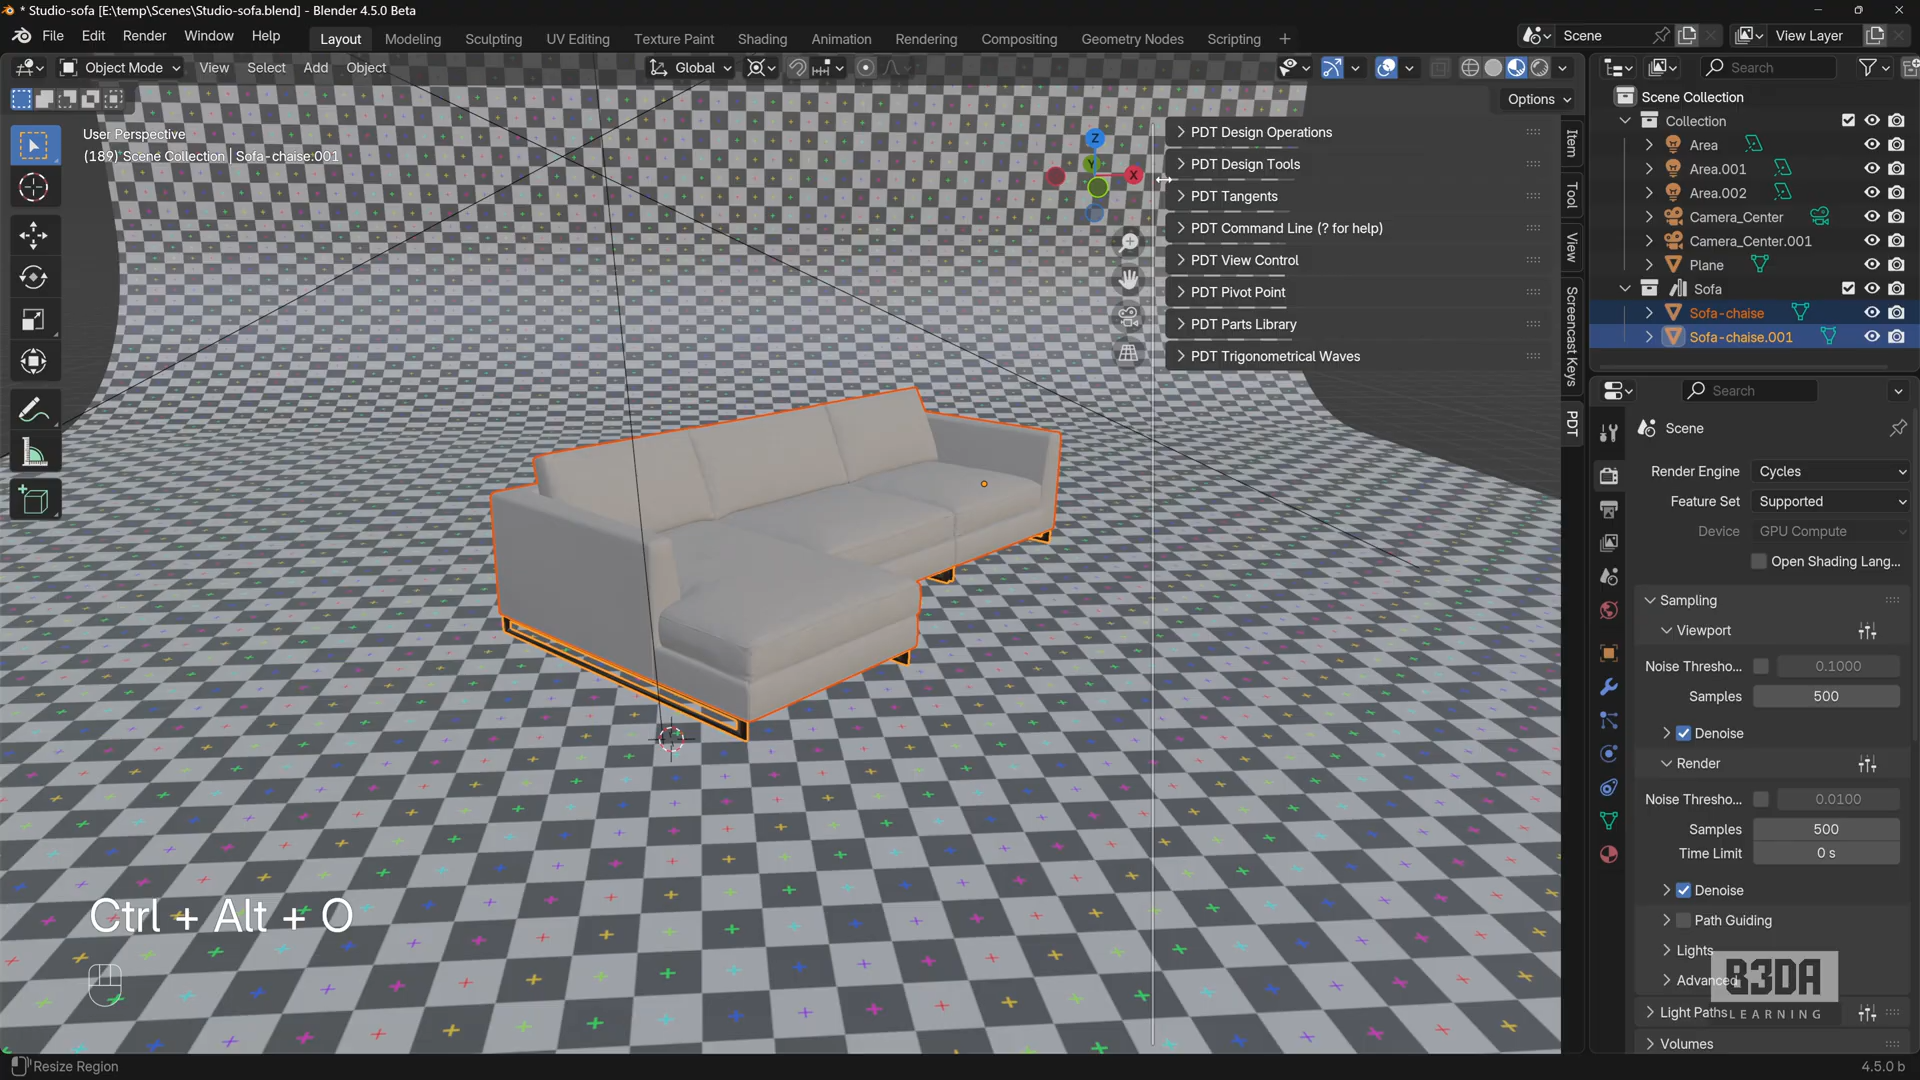 * Studio-sofa [E:\temp\Scenes\Studio-sofa.blend] - Blender 4.5.0 Beta
File Edit Render Window Help
Layout Modeling Sculpting UV Editing Texture Paint Shading Animation Rendering Compositing Geometry Nodes Scripting +
Scene
View Layer
Object Mode View Select Add Object
Global
Search
Options
User Perspective
(189) Scene Collection | Sofa-chaise.001
Z
Y
X
PDT Design Operations
PDT Design Tools
PDT Tangents
PDT Command Line (? for help)
PDT View Control
PDT Pivot Point
PDT Parts Library
PDT Trigonometrical Waves
Item
Tool
View
Screencast Keys
PDT
Scene Collection
Collection
Area
Area.001
Area.002
Camera_Center
Camera_Center.001
Plane
Sofa
Sofa-chaise
Sofa-chaise.001
Search
Scene
Render Engine Cycles
Feature Set Supported
Device GPU Compute
Open Shading Lang...
Sampling
Viewport
Noise Thresho... 0.1000
Samples 500
Denoise
Render
Noise Thresho... 0.0100
Samples 500
Time Limit 0 s
Denoise
Path Guiding
Lights
Advanced
B3DA
LEARNING
Light Paths
Volumes
Ctrl + Alt + O
Resize Region
4.5.0 b